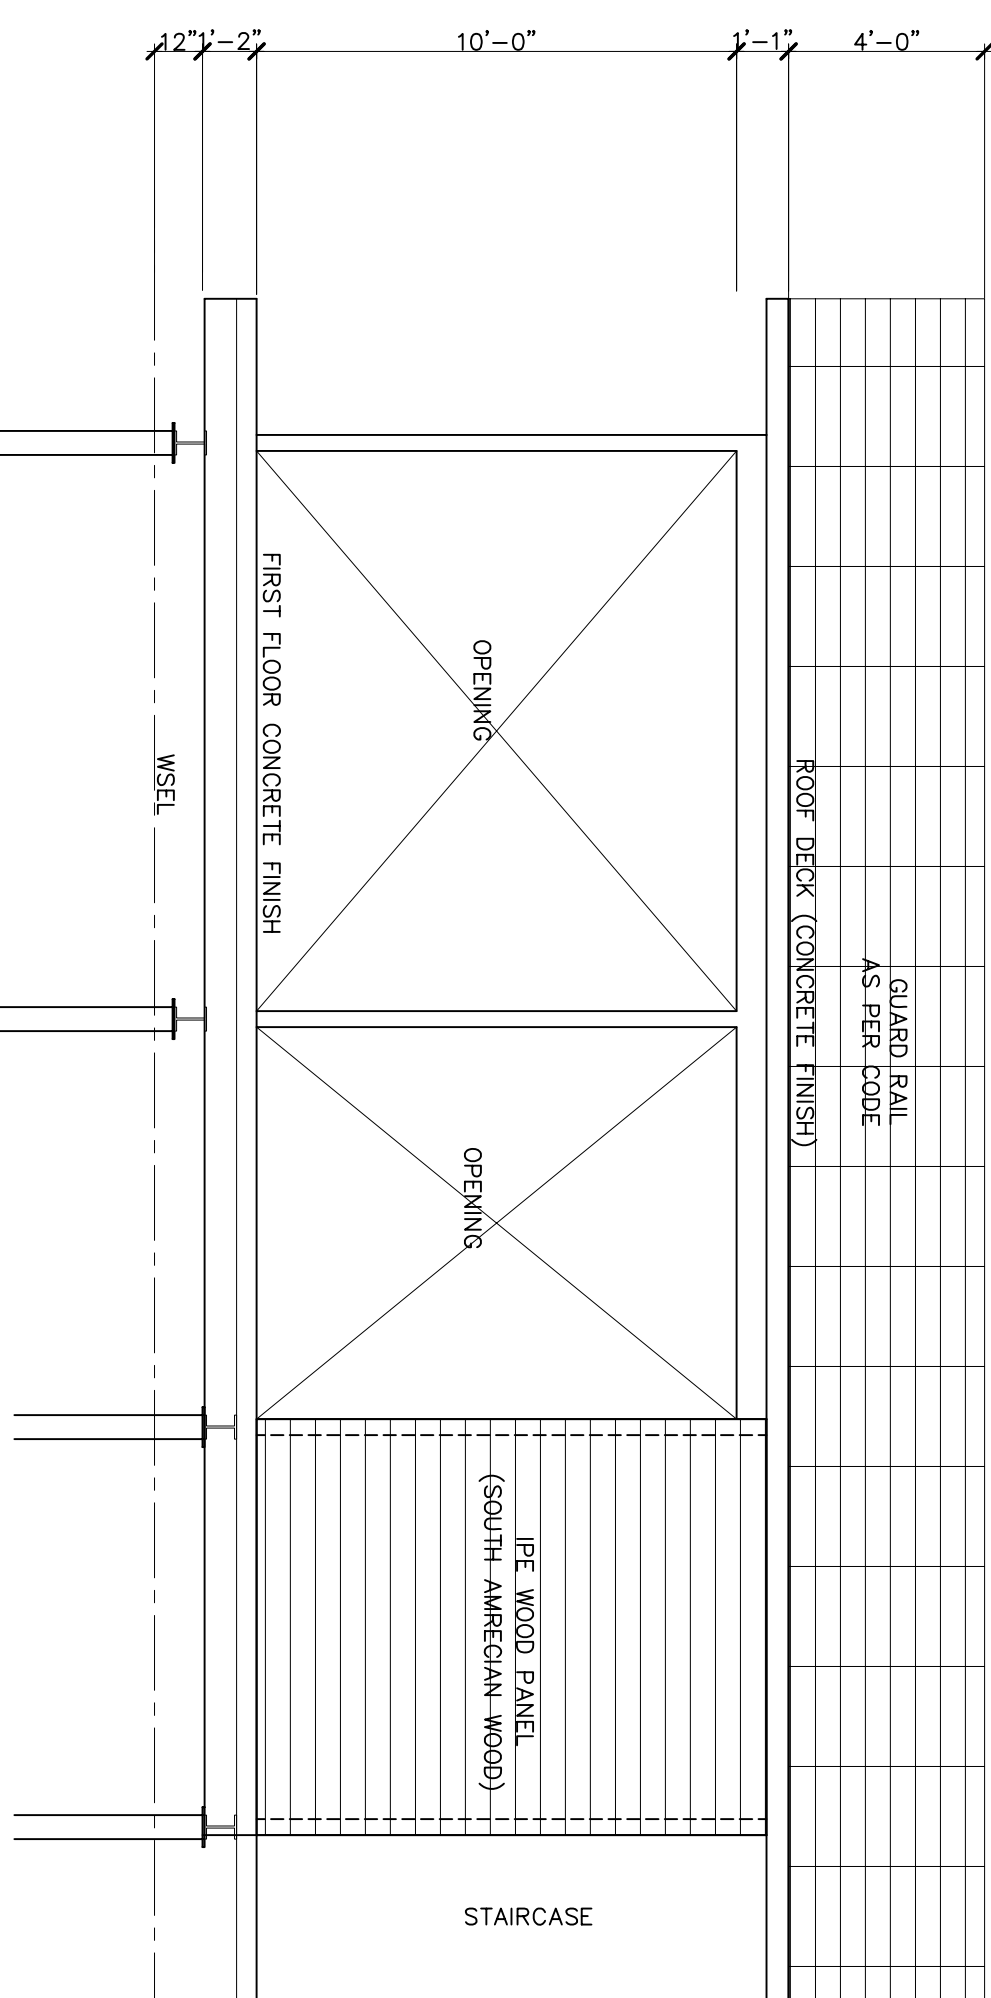 12"
1'-2"
10'-0"
1'-1"
4'-0"
GUARD RAIL
AS PER CODE
ROOF DECK (CONCRETE FINISH)
OPENING
OPENING
FIRST FLOOR CONCRETE FINISH
WSEL
IPE WOOD PANEL
(SOUTH AMRECIAN WOOD)
STAIRCASE